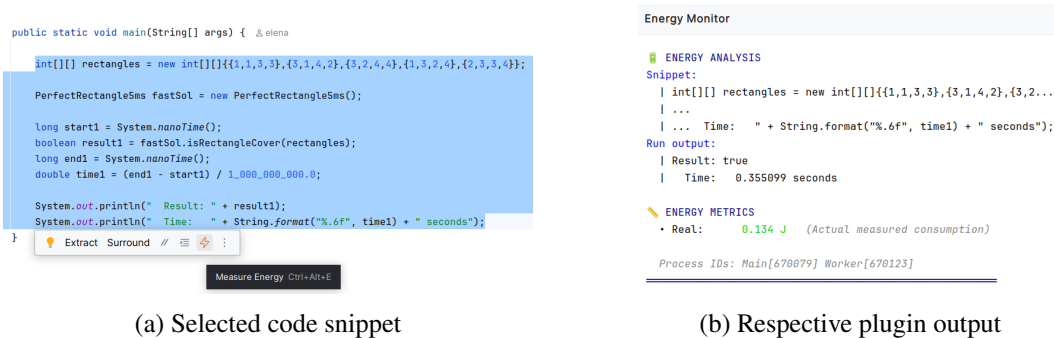 public static void main(String[] args) { elena
int[][] rectangles = new int[][]{{1,1,3,3},{3,1,4,2},{3,2,4,4},{1,3,2,4},{2,3,3,4}};
PerfectRectangle5ms fastSol = new PerfectRectangle5ms();
long start1 = System.nanoTime();
boolean result1 = fastSol.isRectangleCover(rectangles);
long end1 = System.nanoTime();
double time1 = (end1 - start1) / 1_000_000_000.0;
System.out.println("  Result: " + result1);
System.out.println("  Time:   " + String.format("%.6f", time1) + " seconds");
}
Extract Surround //
Measure Energy Ctrl+Alt+E
(a) Selected code snippet
Energy Monitor
ENERGY ANALYSIS
Snippet:
| int[][] rectangles = new int[][]{{1,1,3,3},{3,1,4,2},{3,2...
| ...
| ... Time:   " + String.format("%.6f", time1) + " seconds");
Run output:
| Result: true
|   Time:   0.355099 seconds
ENERGY METRICS
• Real:     0.134 J   (Actual measured consumption)
Process IDs: Main[670079] Worker[670123]
(b) Respective plugin output